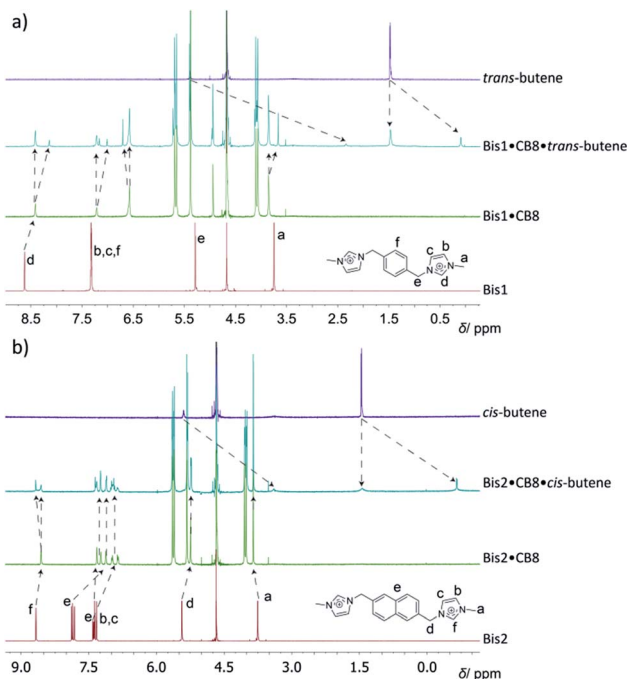 a)
trans-butene
Bis1•CB8•trans-butene
Bis1•CB8
d
b,c,f
e
a
f
c
b
a
e
d
Bis1
8.5 7.5 6.5 5.5 4.5 3.5 2.5 1.5 0.5
δ/ ppm
b)
cis-butene
Bis2•CB8•cis-butene
Bis2•CB8
f
e
e
b,c
d
a
e
c
b
a
d
f
Bis2
9.0 7.5 6.0 4.5 3.0 1.5 0.0
δ/ ppm